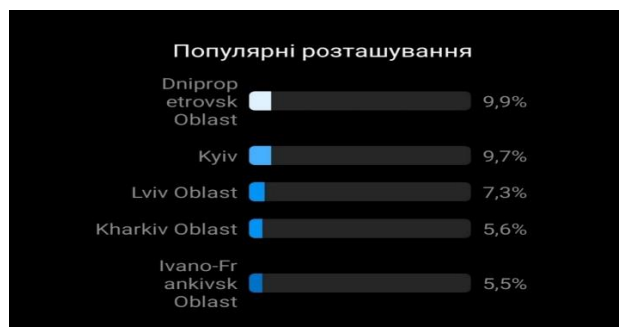 Популярні розташування
Dniprop
etrovsk
Oblast
9,9%
Kyiv
9,7%
Lviv Oblast
7,3%
Kharkiv Oblast
5,6%
Ivano-Fr
ankivsk
Oblast
5,5%